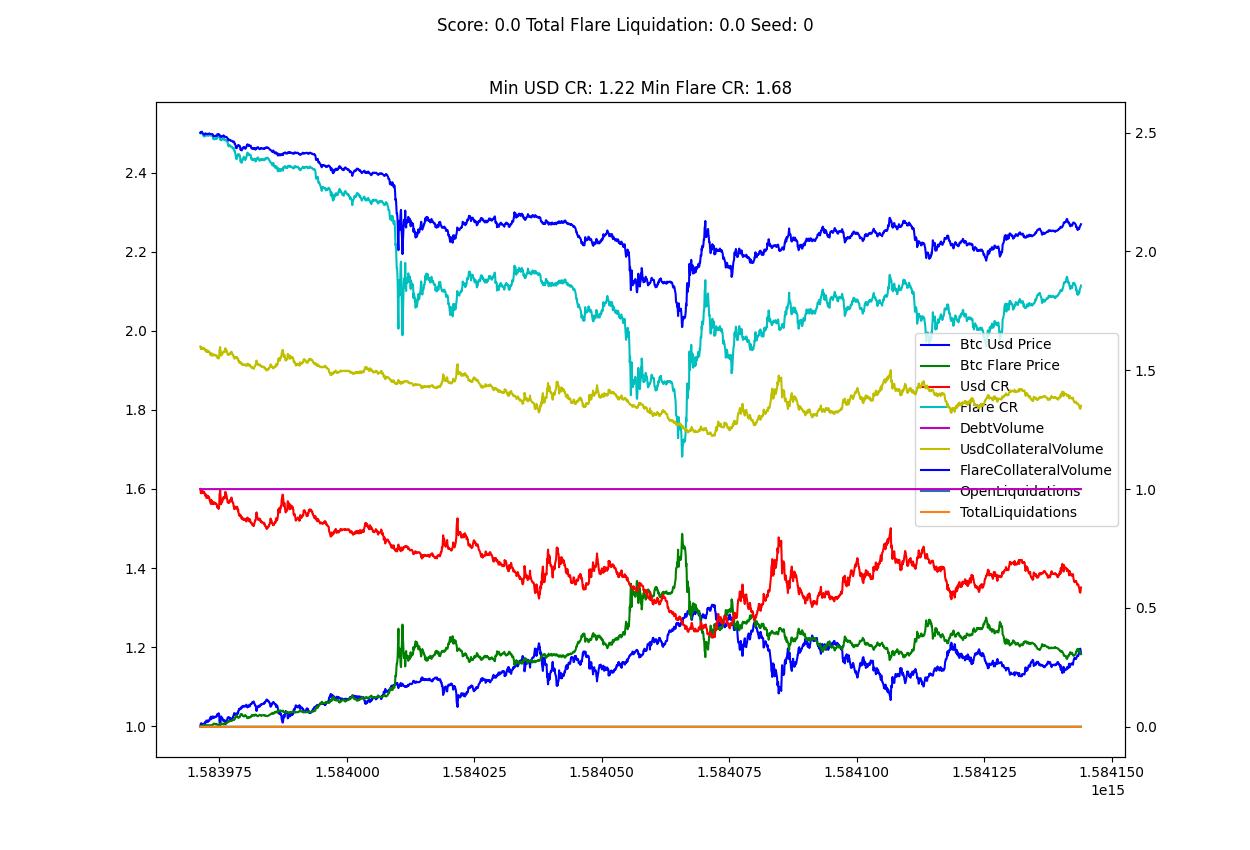 Score: 0.0 Total Flare Liquidation: 0.0 Seed: 0
Min USD CR: 1.22 Min Flare CR: 1.68
2.4
2.2
2.0
1.8
1.6
1.4
1.2
1.0
2.5
2.0
1.5
1.0
0.5
0.0
Btc Usd Price
Btc Flare Price
Usd CR
Flare CR
DebtVolume
UsdCollateralVolume
FlareCollateralVolume
OpenLiquidations
TotalLiquidations
1.583975 1.584000 1.584025 1.584050 1.584075 1.584100 1.584125 1.584150
1e15